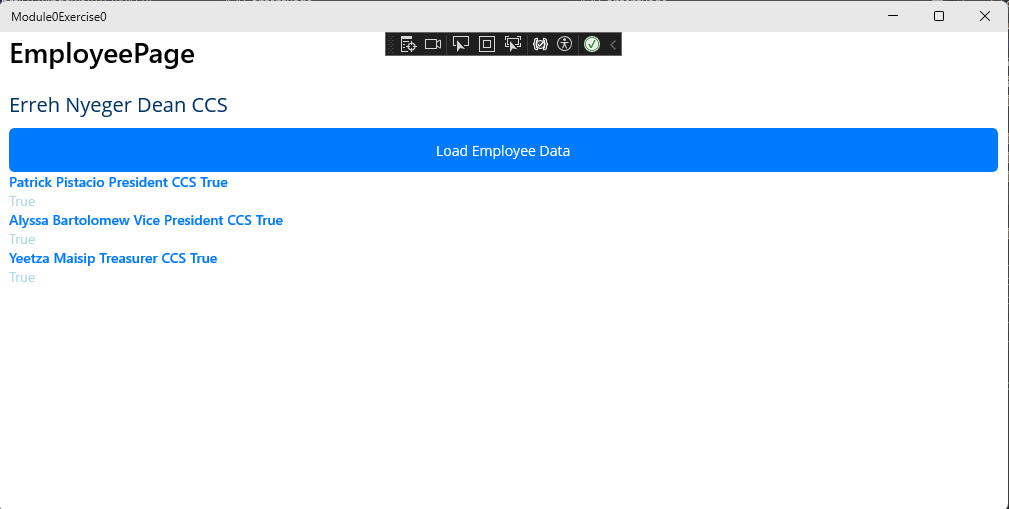 Module0Exercise0
EmployeePage
Erreh Nyeger Dean CCS
Load Employee Data
Patrick Pistacio President CCS True
True
Alyssa Bartolomew Vice President CCS True
True
Yeetza Maisip Treasurer CCS True
True